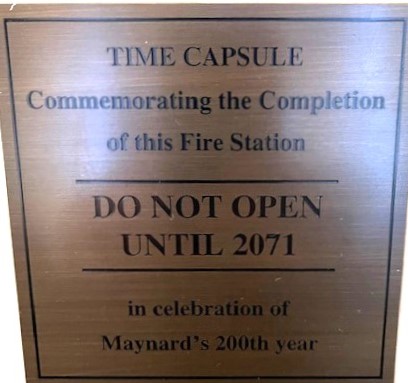 TIME CAPSULE
Commemorating the Completion
of this Fire Station
DO NOT OPEN
UNTIL 2071
in celebration of
Maynard's 200th year